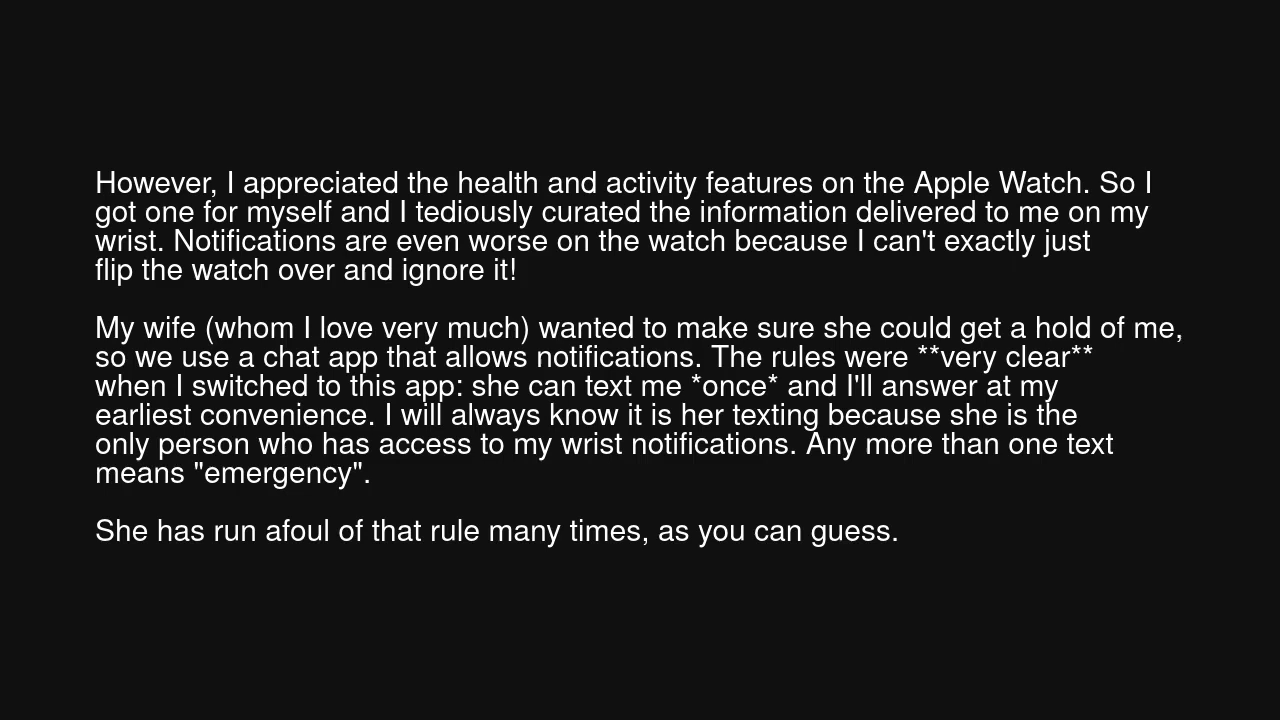 However, I appreciated the health and activity features on the Apple Watch. So I
got one for myself and I tediously curated the information delivered to me on my
wrist. Notifications are even worse on the watch because I can't exactly just
flip the watch over and ignore it!
My wife (whom I love very much) wanted to make sure she could get a hold of me,
so we use a chat app that allows notifications. The rules were **very clear**
when I switched to this app: she can text me *once* and I'll answer at my
earliest convenience. I will always know it is her texting because she is the
only person who has access to my wrist notifications. Any more than one text
means "emergency".
She has run afoul of that rule many times, as you can guess.